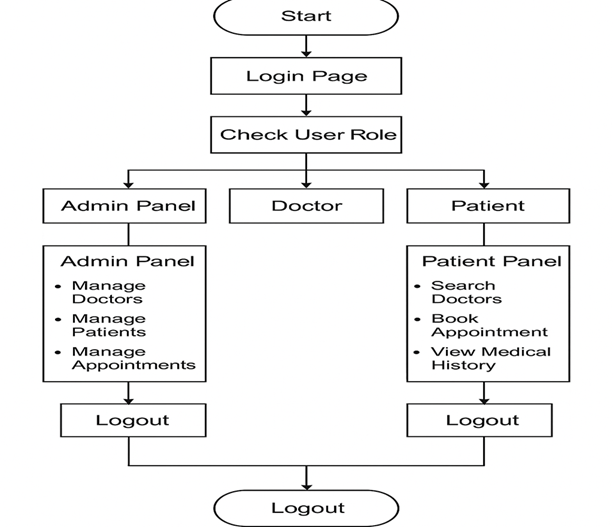 Start
Login Page
Check User Role
Admin Panel
Doctor
Patient
Admin Panel
• Manage
Doctors
• Manage
Patients
• Manage
Appointments
Patient Panel
• Search
Doctors
• Book
Appointment
• View Medical
History
Logout
Logout
Logout